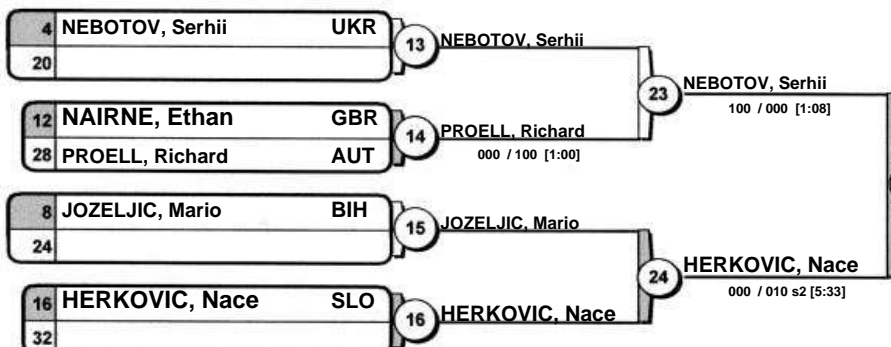 4 NEBOTOV, Serhii UKR
20
13 NEBOTOV, Serhii
12 NAIRNE, Ethan GBR
28 PROELL, Richard AUT
14 PROELL, Richard
000 / 100 [1:00]
23 NEBOTOV, Serhii
100 / 000 [1:08]
8 JOZELJIC, Mario BIH
24
15 JOZELJIC, Mario
16 HERKOVIC, Nace SLO
32
16 HERKOVIC, Nace
24 HERKOVIC, Nace
000 / 010 s2 [5:33]